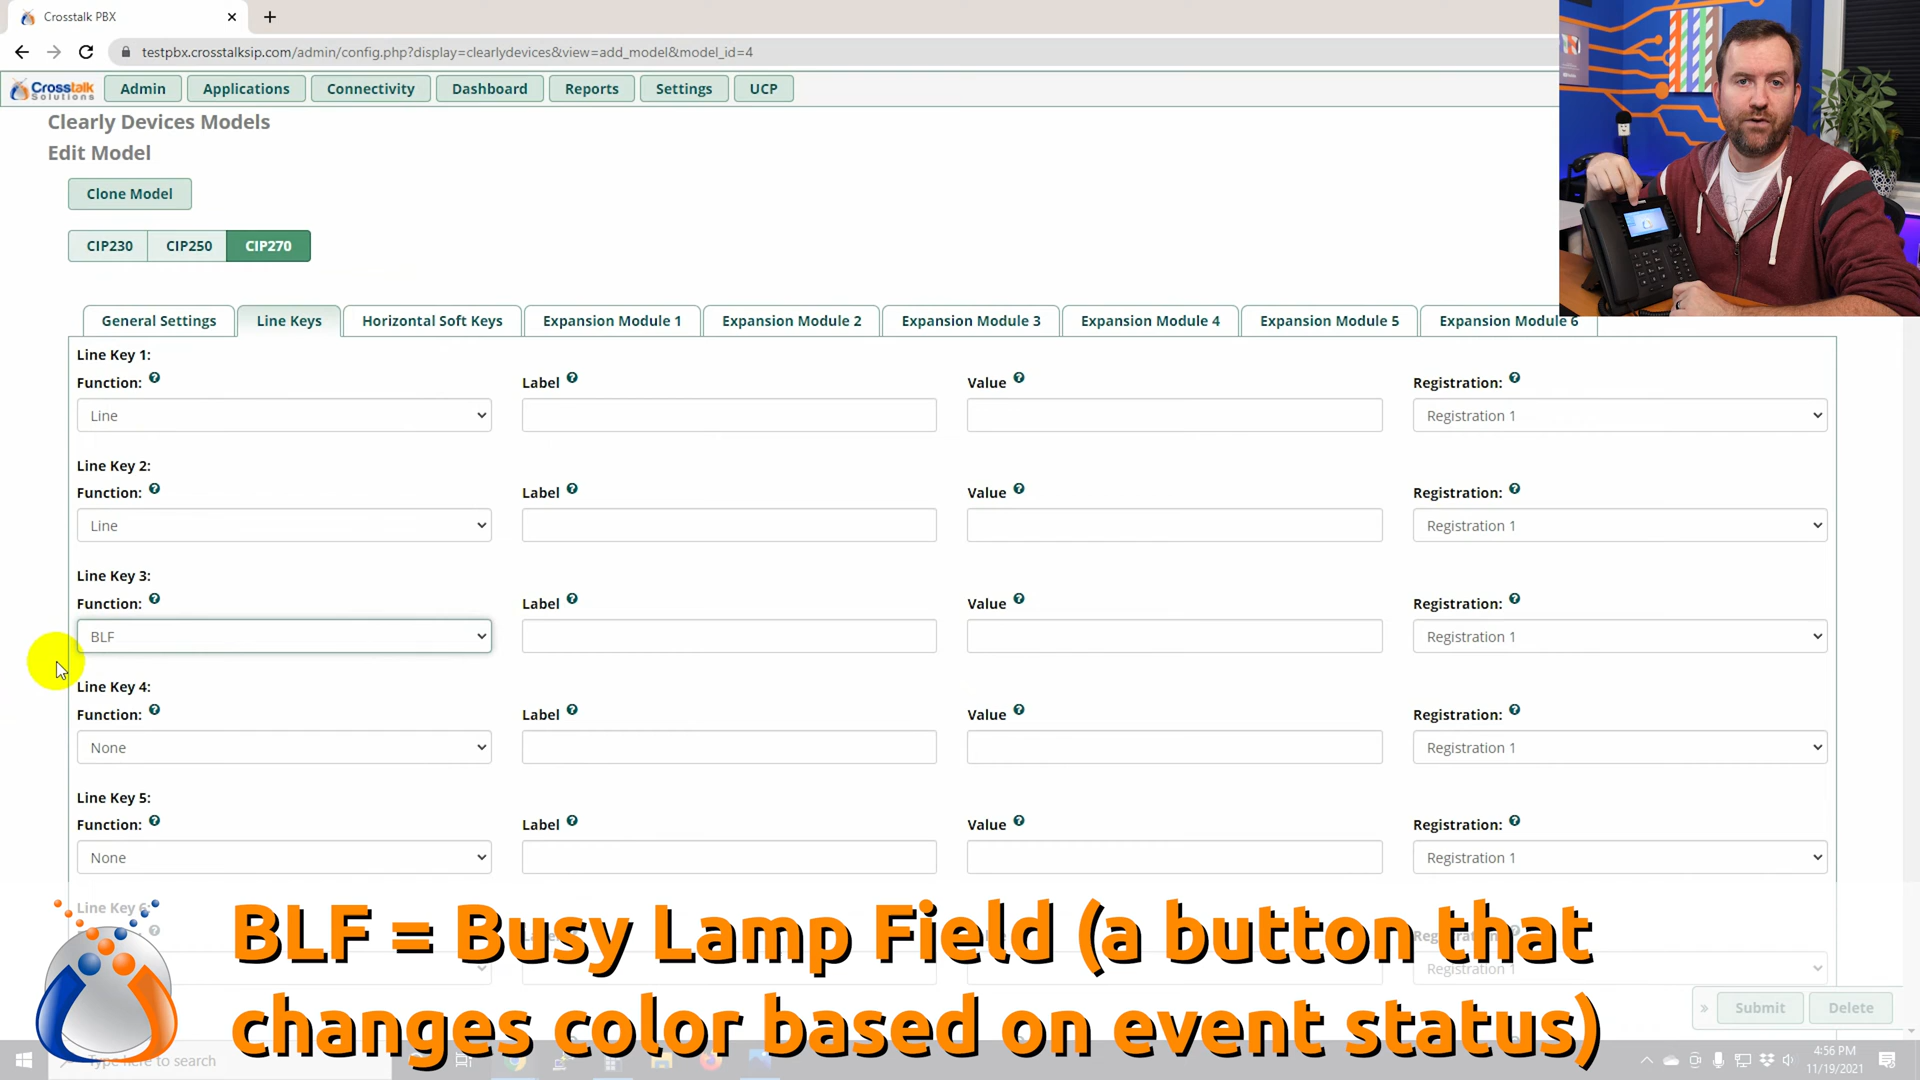 Crosstalk PBX
testpbx.crosstalksip.com/admin/config.php?display=clearlydevices&view=add_model&model_id=4
Crosstalk Solutions
Admin Applications Connectivity Dashboard Reports Settings UCP
Clearly Devices Models
Edit Model
Clone Model
CIP230 CIP250 CIP270
General Settings Line Keys Horizontal Soft Keys Expansion Module 1 Expansion Module 2 Expansion Module 3 Expansion Module 4 Expansion Module 5 Expansion Module 6
Line Key 1:
Function: Label Value Registration:
Line Registration 1
Line Key 2:
Function: Label Value Registration:
Line Registration 1
Line Key 3:
Function: Label Value Registration:
BLF Registration 1
Line Key 4:
Function: Label Value Registration:
None Registration 1
Line Key 5:
Function: Label Value Registration:
None Registration 1
Line Key 6:
Registration 1
BLF = Busy Lamp Field (a button that
changes color based on event status)
» Submit Delete
Type here to search
4:56 PM
11/19/2021